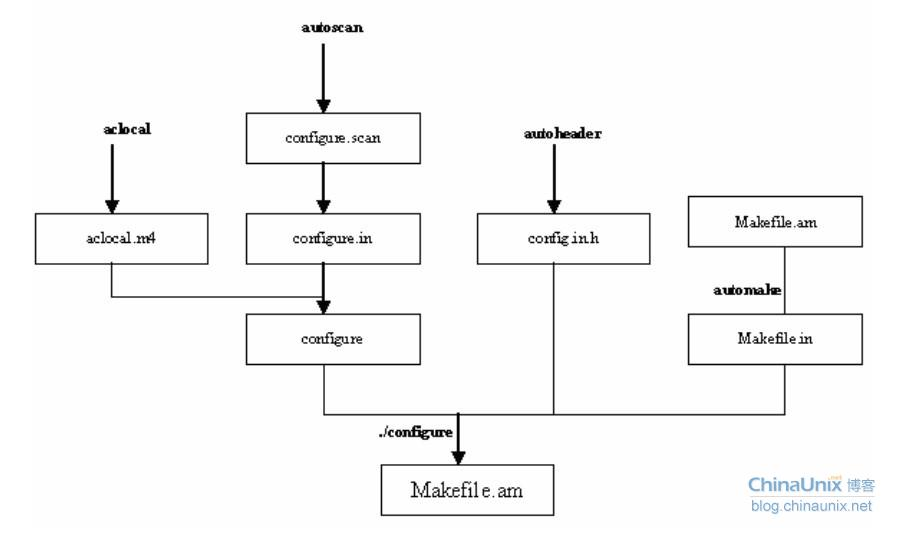 autoscan
configure.scan
aclocal
autoheader
aclocal.m4
configure.in
config.in.h
Makefile.am
automake
configure
Makefile.in
./configure
Makefile.am
ChinaUnix.net 博客
blog.chinaunix.net